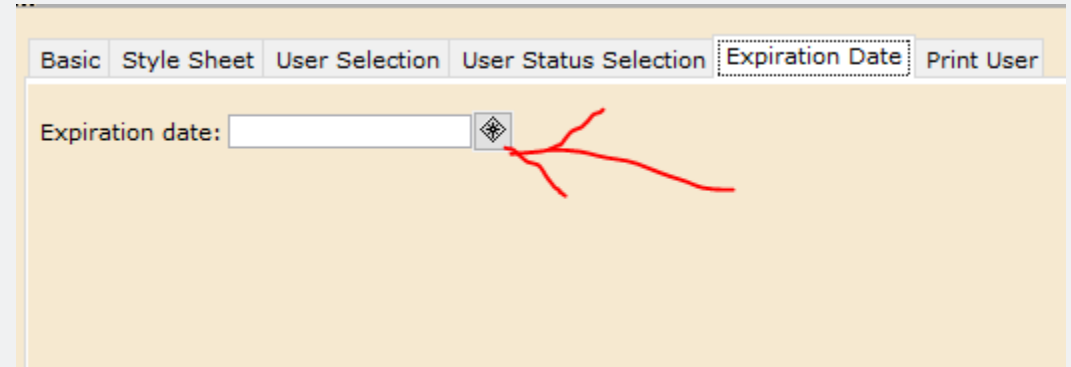 Basic Style Sheet User Selection User Status Selection Expiration Date Print User
Expiration date: